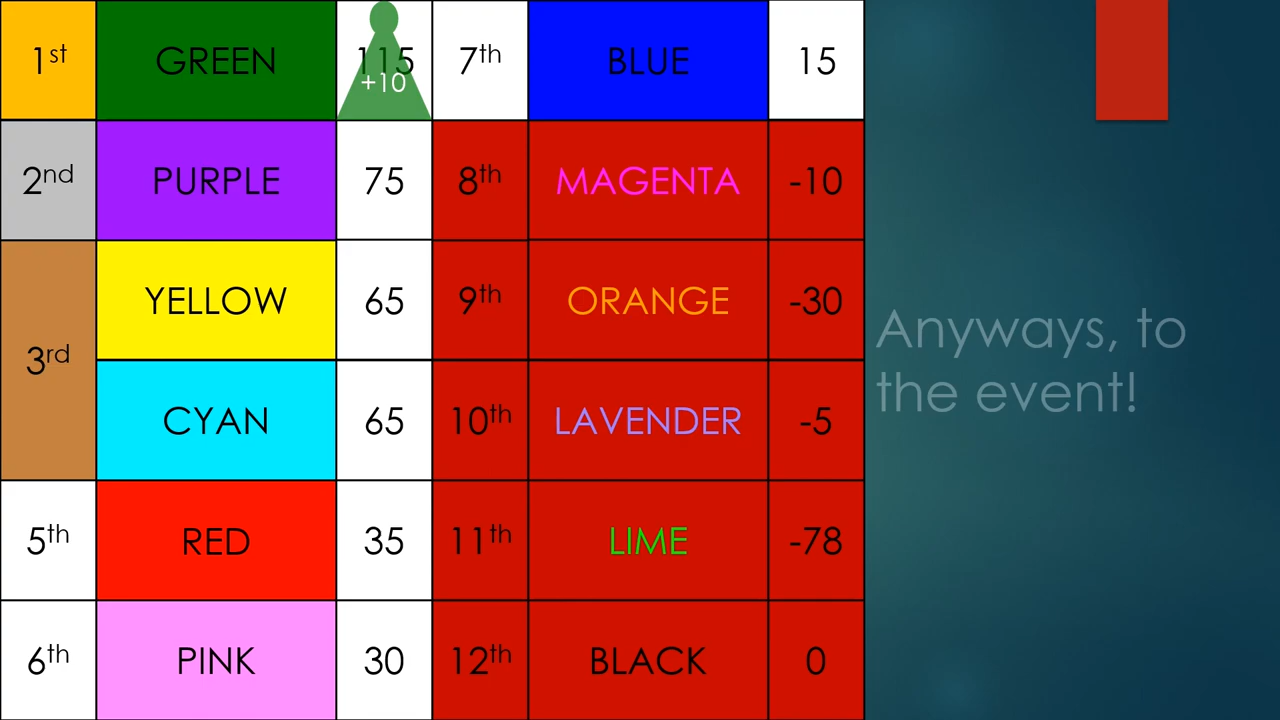 1st GREEN 115 7th BLUE 15
+10
2nd PURPLE 75 8th MAGENTA -10
YELLOW 65 9th ORANGE -30
3rd
CYAN 65 10th LAVENDER -5
5th RED 35 11th LIME -78
6th PINK 30 12th BLACK 0
Anyways, to
the event!